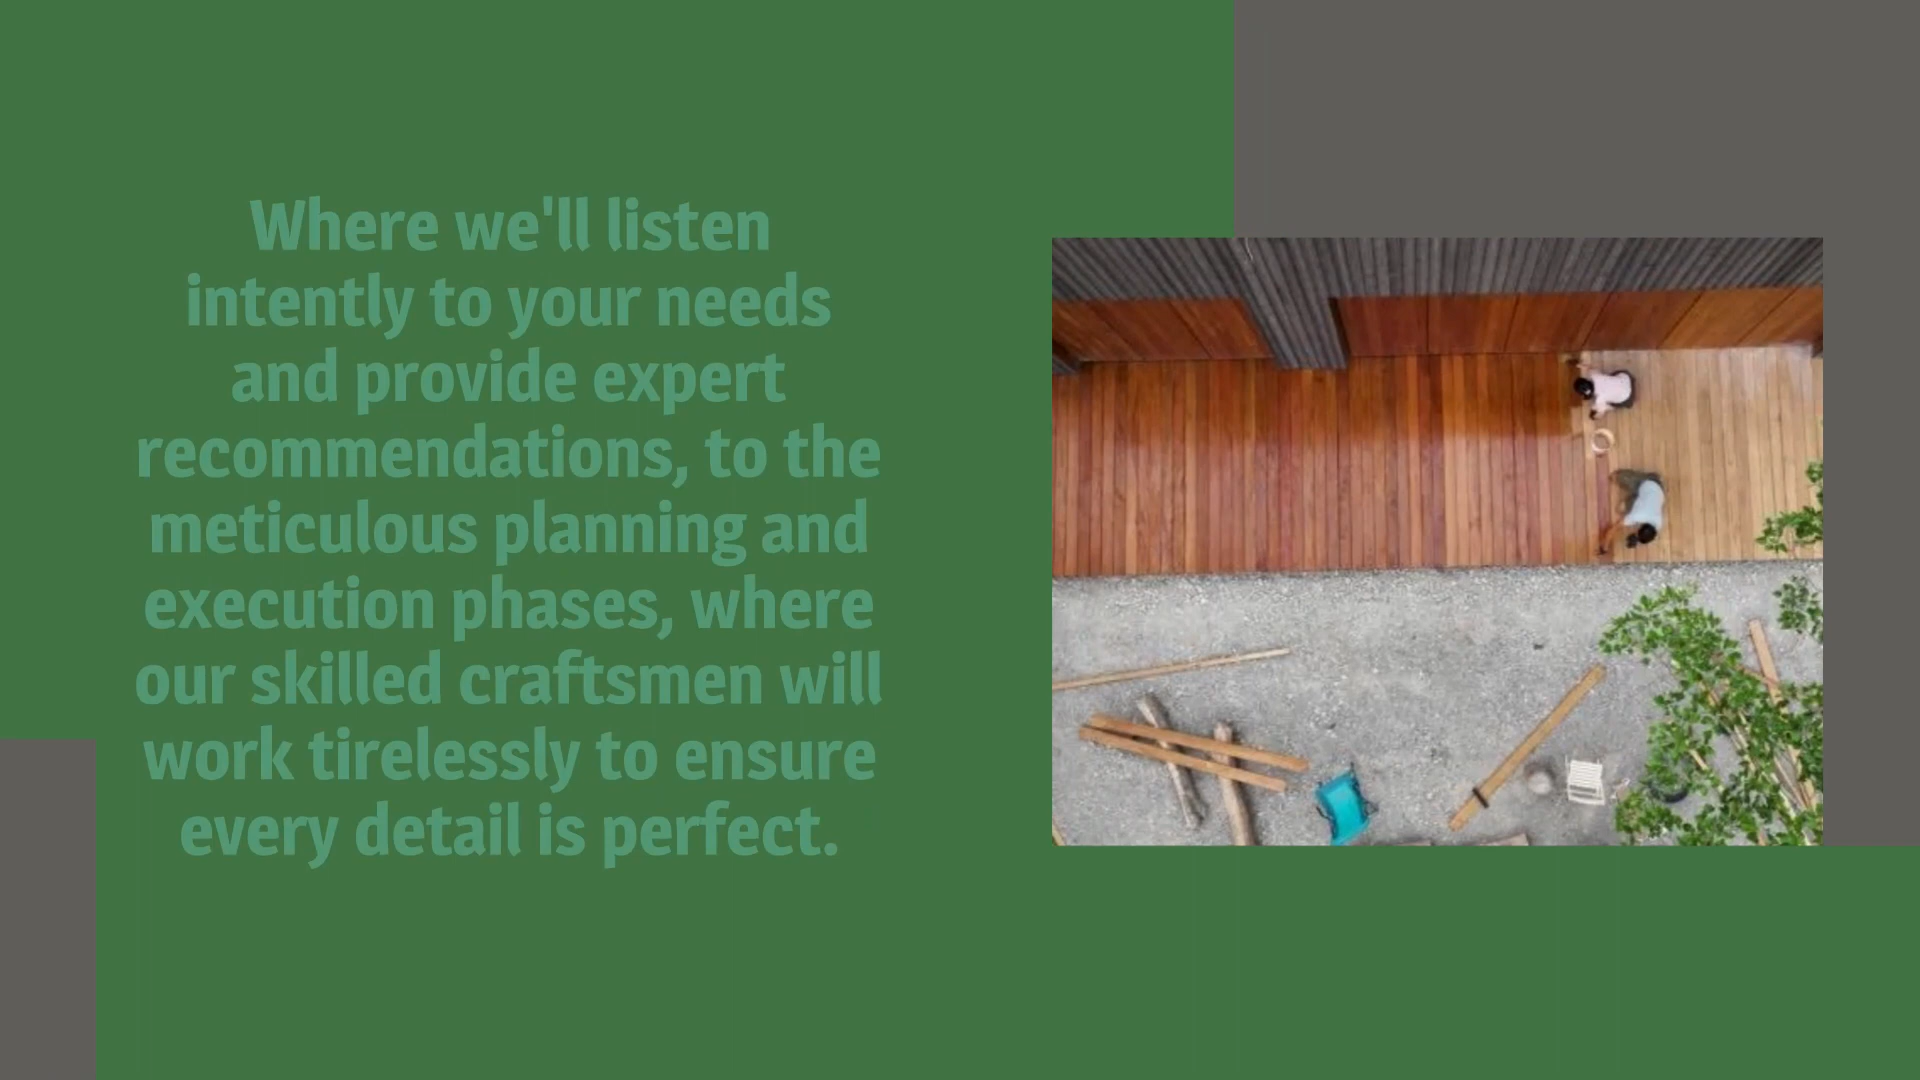 Where we'll listen
intently to your needs
and provide expert
recommendations, to the
meticulous planning and
execution phases, where
our skilled craftsmen will
work tirelessly to ensure
every detail is perfect.